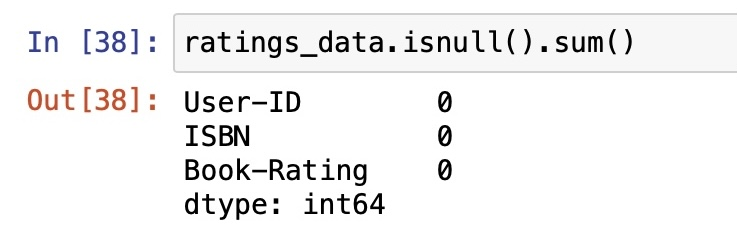 In [38]: ratings_data.isnull().sum()
Out[38]: User-ID 0
ISBN 0
Book-Rating 0
dtype: int64